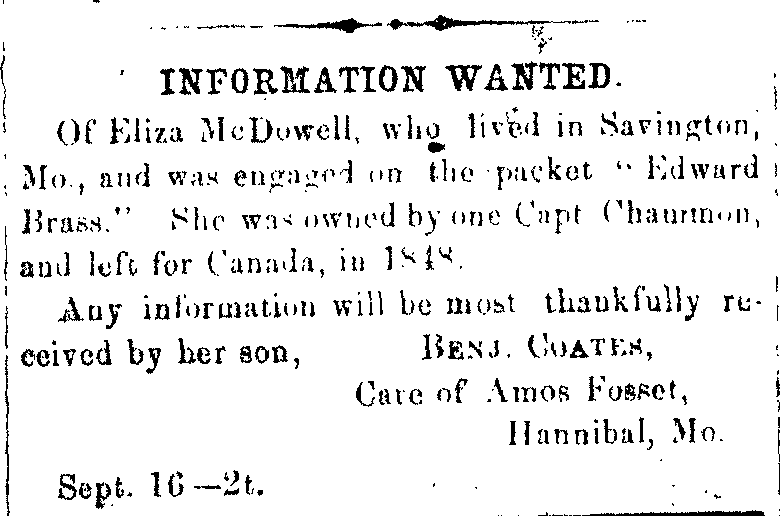 INFORMATION WANTED.
Of Eliza McDowell, who lived in Savington,
Mo., and was engaged on the packet "Edward
Brass." She was owned by one Capt Chaurmon,
and left for Canada, in 1848.
Any information will be most thankfully re-
ceived by her son, BENJ. COATES,
Care of Amos Fosset,
Hannibal, Mo.
Sept. 16—2t.